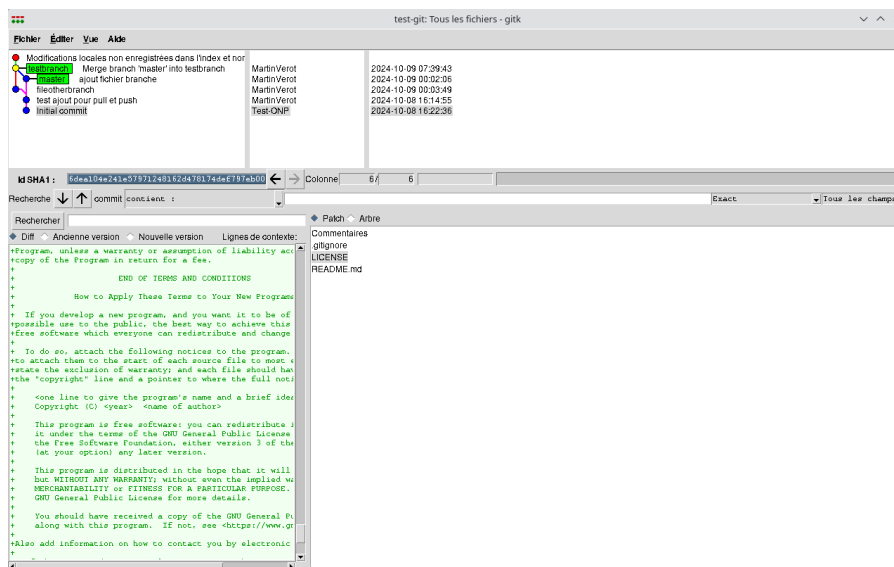 test-git: Tous les fichiers - gitk
Fichier Éditer Vue Aide
Modifications locales non enregistrées dans l'index et non
testbranch Merge branch 'master' into testbranch MartinVerot 2024-10-09 07:39:43
master ajout fichier branche MartinVerot 2024-10-09 00:02:06
fileotherbranch MartinVerot 2024-10-09 00:03:49
test ajout pour pull et push MartinVerot 2024-10-08 16:14:55
Initial commit Test-ONP 2024-10-08 16:22:36
Id SHA1 : 6dea104e241e57971248162d478174def797eb00 Colonne 6/ 6
Recherche commit contient : Exact Tous les champs
Rechercher Patch Arbre
Diff Ancienne version Nouvelle version Lignes de contexte:
+Program, unless a warranty or assumption of liability acc
+copy of the Program in return for a fee.
+
+ END OF TERMS AND CONDITIONS
+
+ How to Apply These Terms to Your New Programs
+
+ If you develop a new program, and you want it to be of
+possible use to the public, the best way to achieve this
+free software which everyone can redistribute and change
+
+ To do so, attach the following notices to the program.
+to attach them to the start of each source file to most e
+state the exclusion of warranty; and each file should hav
+the "copyright" line and a pointer to where the full noti
+
+ <one line to give the program's name and a brief idea
+ Copyright (C) <year> <name of author>
+
+ This program is free software: you can redistribute i
+ it under the terms of the GNU General Public License
+ the Free Software Foundation, either version 3 of the
+ (at your option) any later version.
+
+ This program is distributed in the hope that it will
+ but WITHOUT ANY WARRANTY; without even the implied wa
+ MERCHANTABILITY or FITNESS FOR A PARTICULAR PURPOSE.
+ GNU General Public License for more details.
+
+ You should have received a copy of the GNU General Pu
+ along with this program. If not, see <https://www.gn
+
+Also add information on how to contact you by electronic
+
Commentaires
.gitignore
LICENSE
README.md